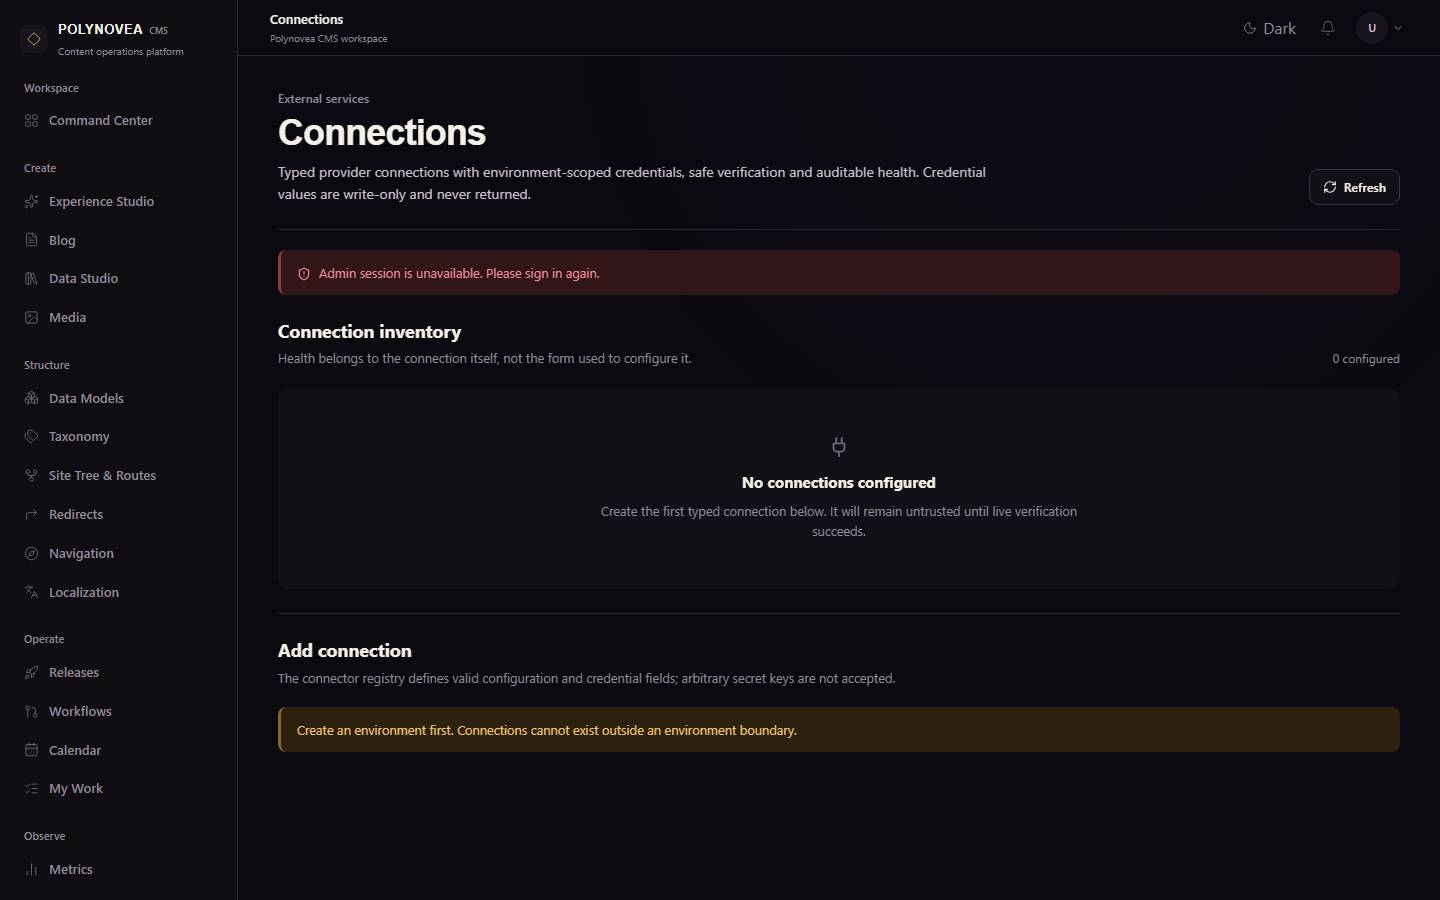 POLYNOVEA CMS
Content operations platform
Workspace
Command Center
Create
Experience Studio
Blog
Data Studio
Media
Structure
Data Models
Taxonomy
Site Tree & Routes
Redirects
Navigation
Localization
Operate
Releases
Workflows
Calendar
My Work
Observe
Metrics
Connections
Polynovea CMS workspace
Dark
U
External services
Connections
Typed provider connections with environment-scoped credentials, safe verification and auditable health. Credential
values are write-only and never returned.
Refresh
Admin session is unavailable. Please sign in again.
Connection inventory
Health belongs to the connection itself, not the form used to configure it.
0 configured
No connections configured
Create the first typed connection below. It will remain untrusted until live verification
succeeds.
Add connection
The connector registry defines valid configuration and credential fields; arbitrary secret keys are not accepted.
Create an environment first. Connections cannot exist outside an environment boundary.